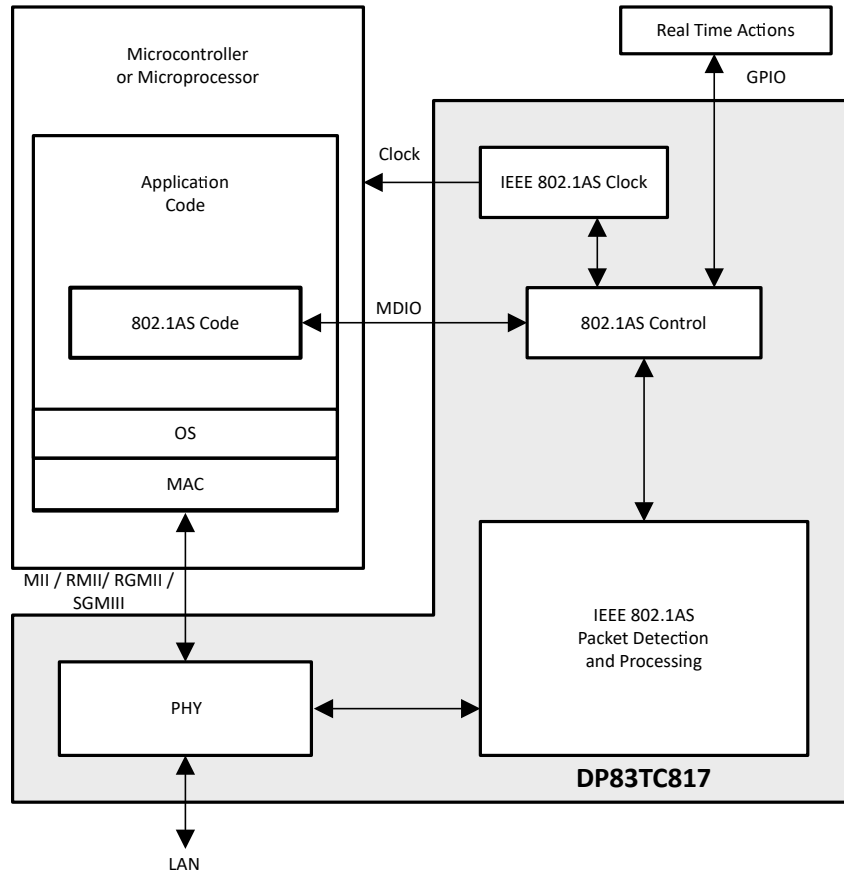 Real Time Actions
Microcontroller
or Microprocessor
GPIO
Clock
Application
Code
IEEE 802.1AS Clock
MDIO
802.1AS Code
802.1AS Control
OS
MAC
MII / RMII/ RGMII /
SGMIII
IEEE 802.1AS
Packet Detection
and Processing
PHY
DP83TC817
LAN